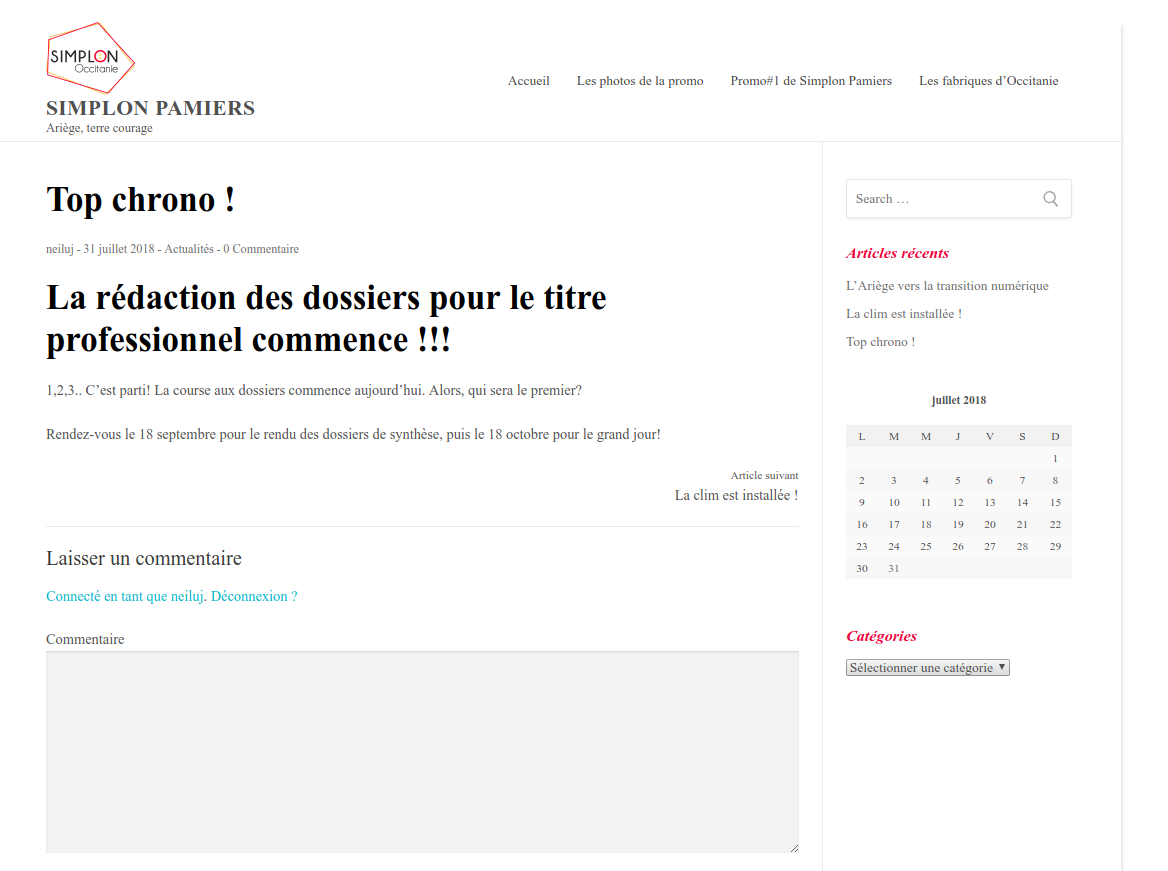 SIMPLON
Occitanie
SIMPLON PAMIERS
Ariège, terre courage
Accueil Les photos de la promo Promo#1 de Simplon Pamiers Les fabriques d’Occitanie
Top chrono !
neiluj - 31 juillet 2018 - Actualités - 0 Commentaire
La rédaction des dossiers pour le titre
professionnel commence !!!
1,2,3.. C’est parti! La course aux dossiers commence aujourd’hui. Alors, qui sera le premier?
Rendez-vous le 18 septembre pour le rendu des dossiers de synthèse, puis le 18 octobre pour le grand jour!
Article suivant
La clim est installée !
Laisser un commentaire
Connecté en tant que neiluj. Déconnexion ?
Commentaire
Search …
Articles récents
L’Ariège vers la transition numérique
La clim est installée !
Top chrono !
juillet 2018
L M M J V S D
1
2 3 4 5 6 7 8
9 10 11 12 13 14 15
16 17 18 19 20 21 22
23 24 25 26 27 28 29
30 31
Catégories
Sélectionner une catégorie